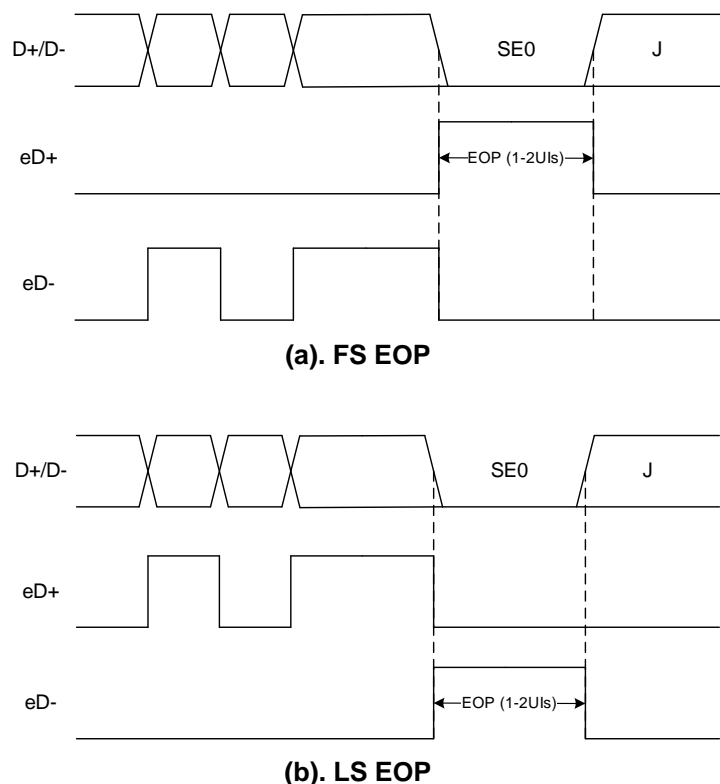 D+/D-
SE0
J
eD+
EOP (1-2UIs)
eD-
(a). FS EOP
D+/D-
SE0
J
eD+
eD-
EOP (1-2UIs)
(b). LS EOP